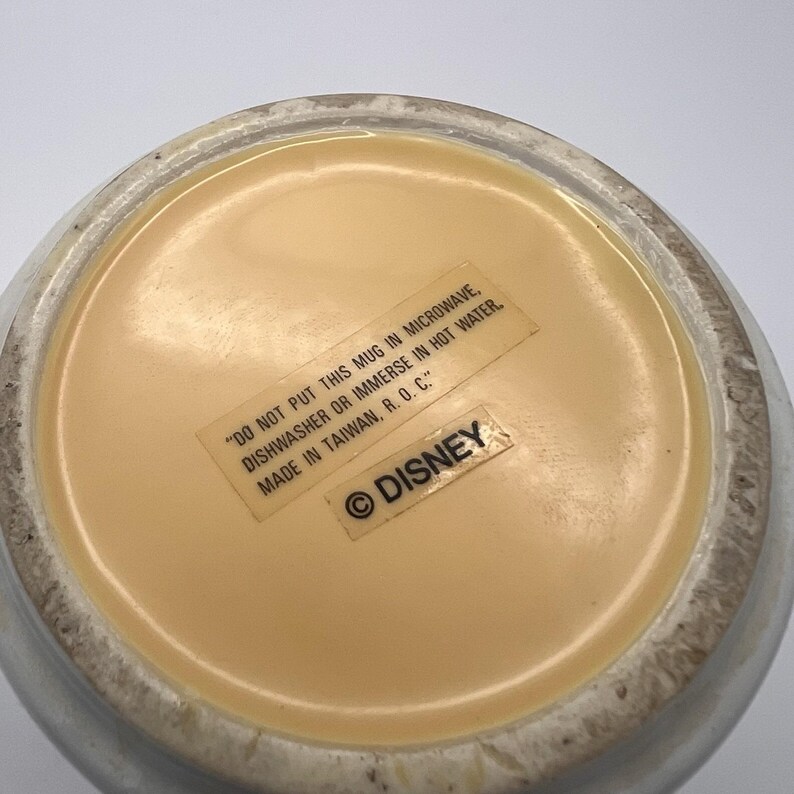 "DO NOT PUT THIS MUG IN MICROWAVE,
DISHWASHER OR IMMERSE IN HOT WATER.
MADE IN TAIWAN, R. O. C."
© DISNEY